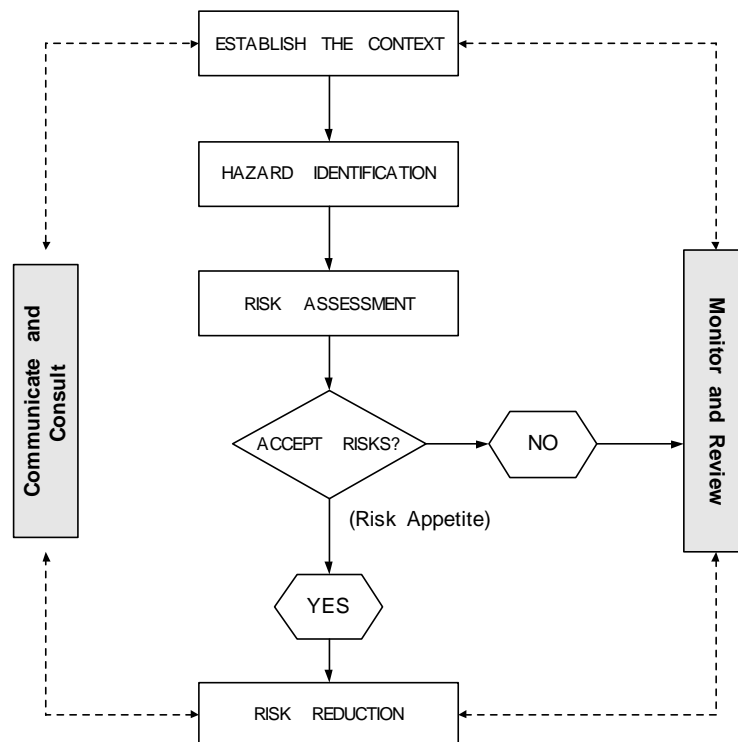 ESTABLISH THE CONTEXT
HAZARD IDENTIFICATION
RISK ASSESSMENT
Communicate and
Consult
Monitor and Review
ACCEPT RISKS?
NO
(Risk Appetite)
YES
RISK REDUCTION